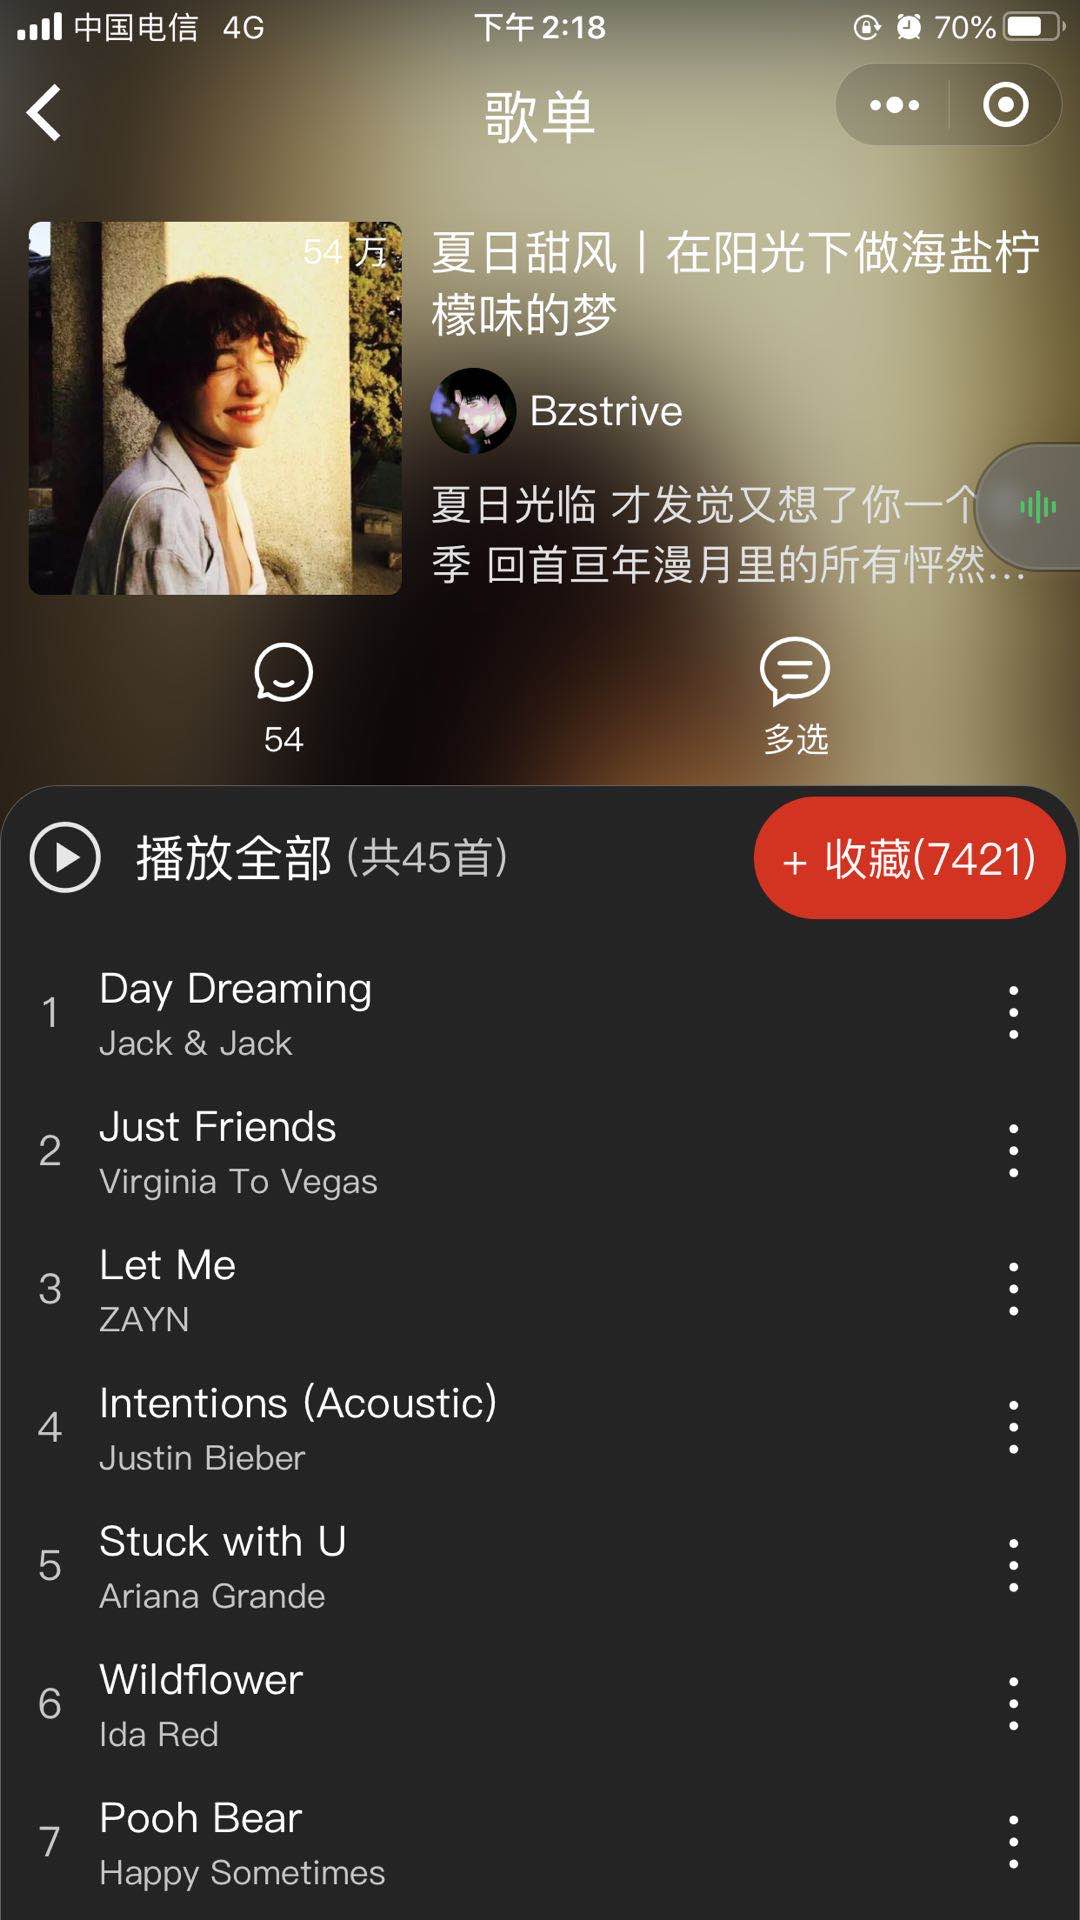 中国电信 4G 下午2:18 70%
歌单
54 万
夏日甜风丨在阳光下做海盐柠
檬味的梦
Bzstrive
夏日光临 才发觉又想了你一个
季 回首亘年漫月里的所有怦然...
54
多选
播放全部 (共45首)
+ 收藏(7421)
1
Day Dreaming
Jack & Jack
2
Just Friends
Virginia To Vegas
3
Let Me
ZAYN
4
Intentions (Acoustic)
Justin Bieber
5
Stuck with U
Ariana Grande
6
Wildflower
Ida Red
7
Pooh Bear
Happy Sometimes